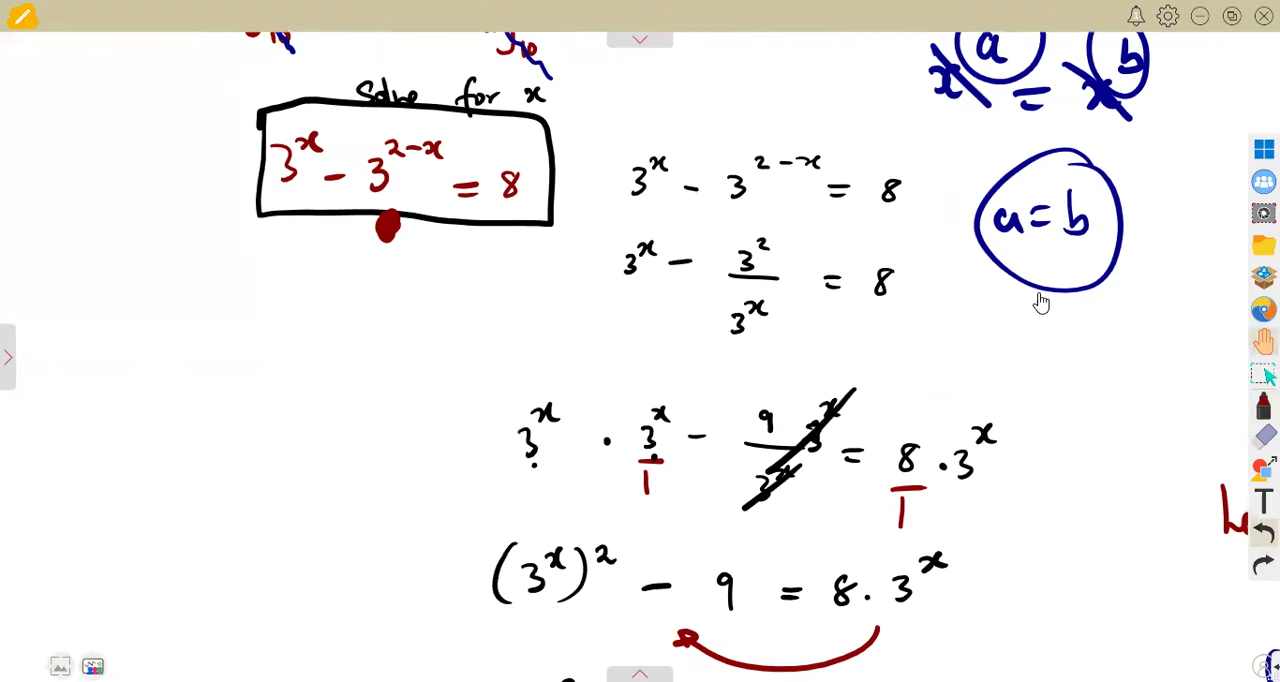 a b
x = x
Solve for x
3^x - 3^{2-x} = 8
3^x - 3^{2-x} = 8
a = b
3^x - 3^2/3^x = 8
3^x · 3^x/1 - 9/3^x 3^x = 8/1 · 3^x
(3^x)^2 - 9 = 8 · 3^x